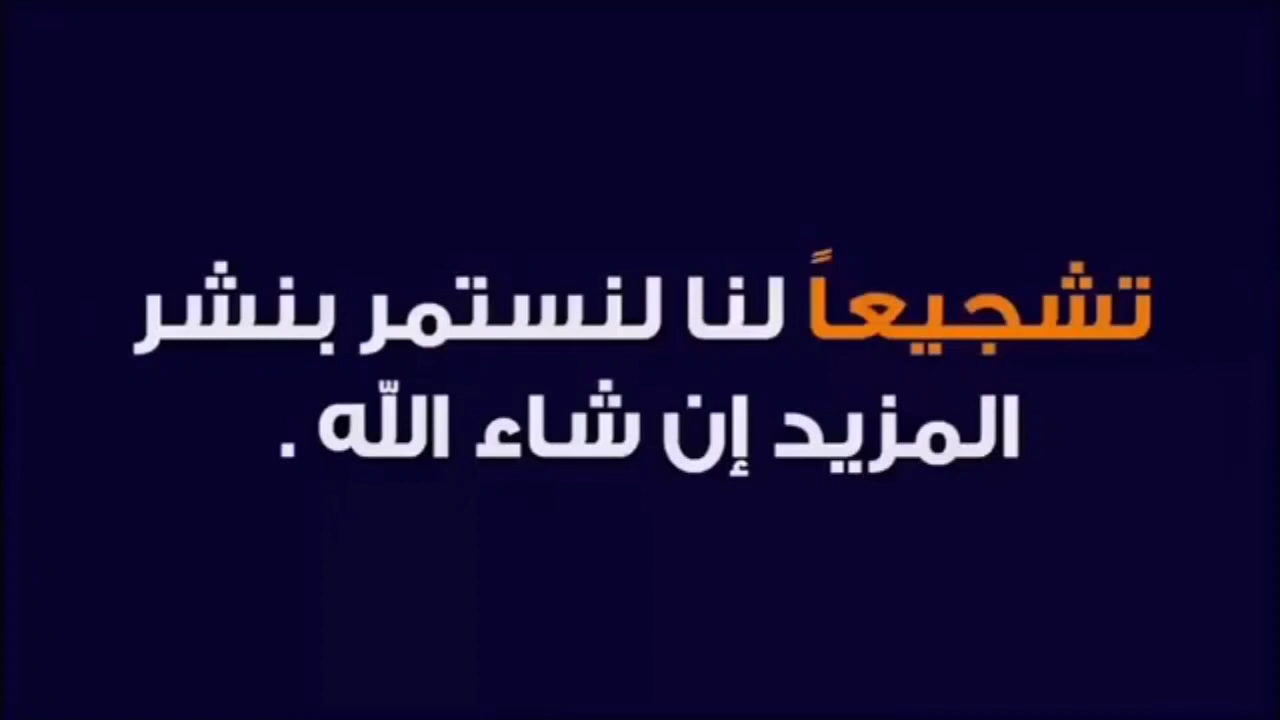 تشجيعاً لنا لنستمر بنشر
المزيد إن شاء الله .